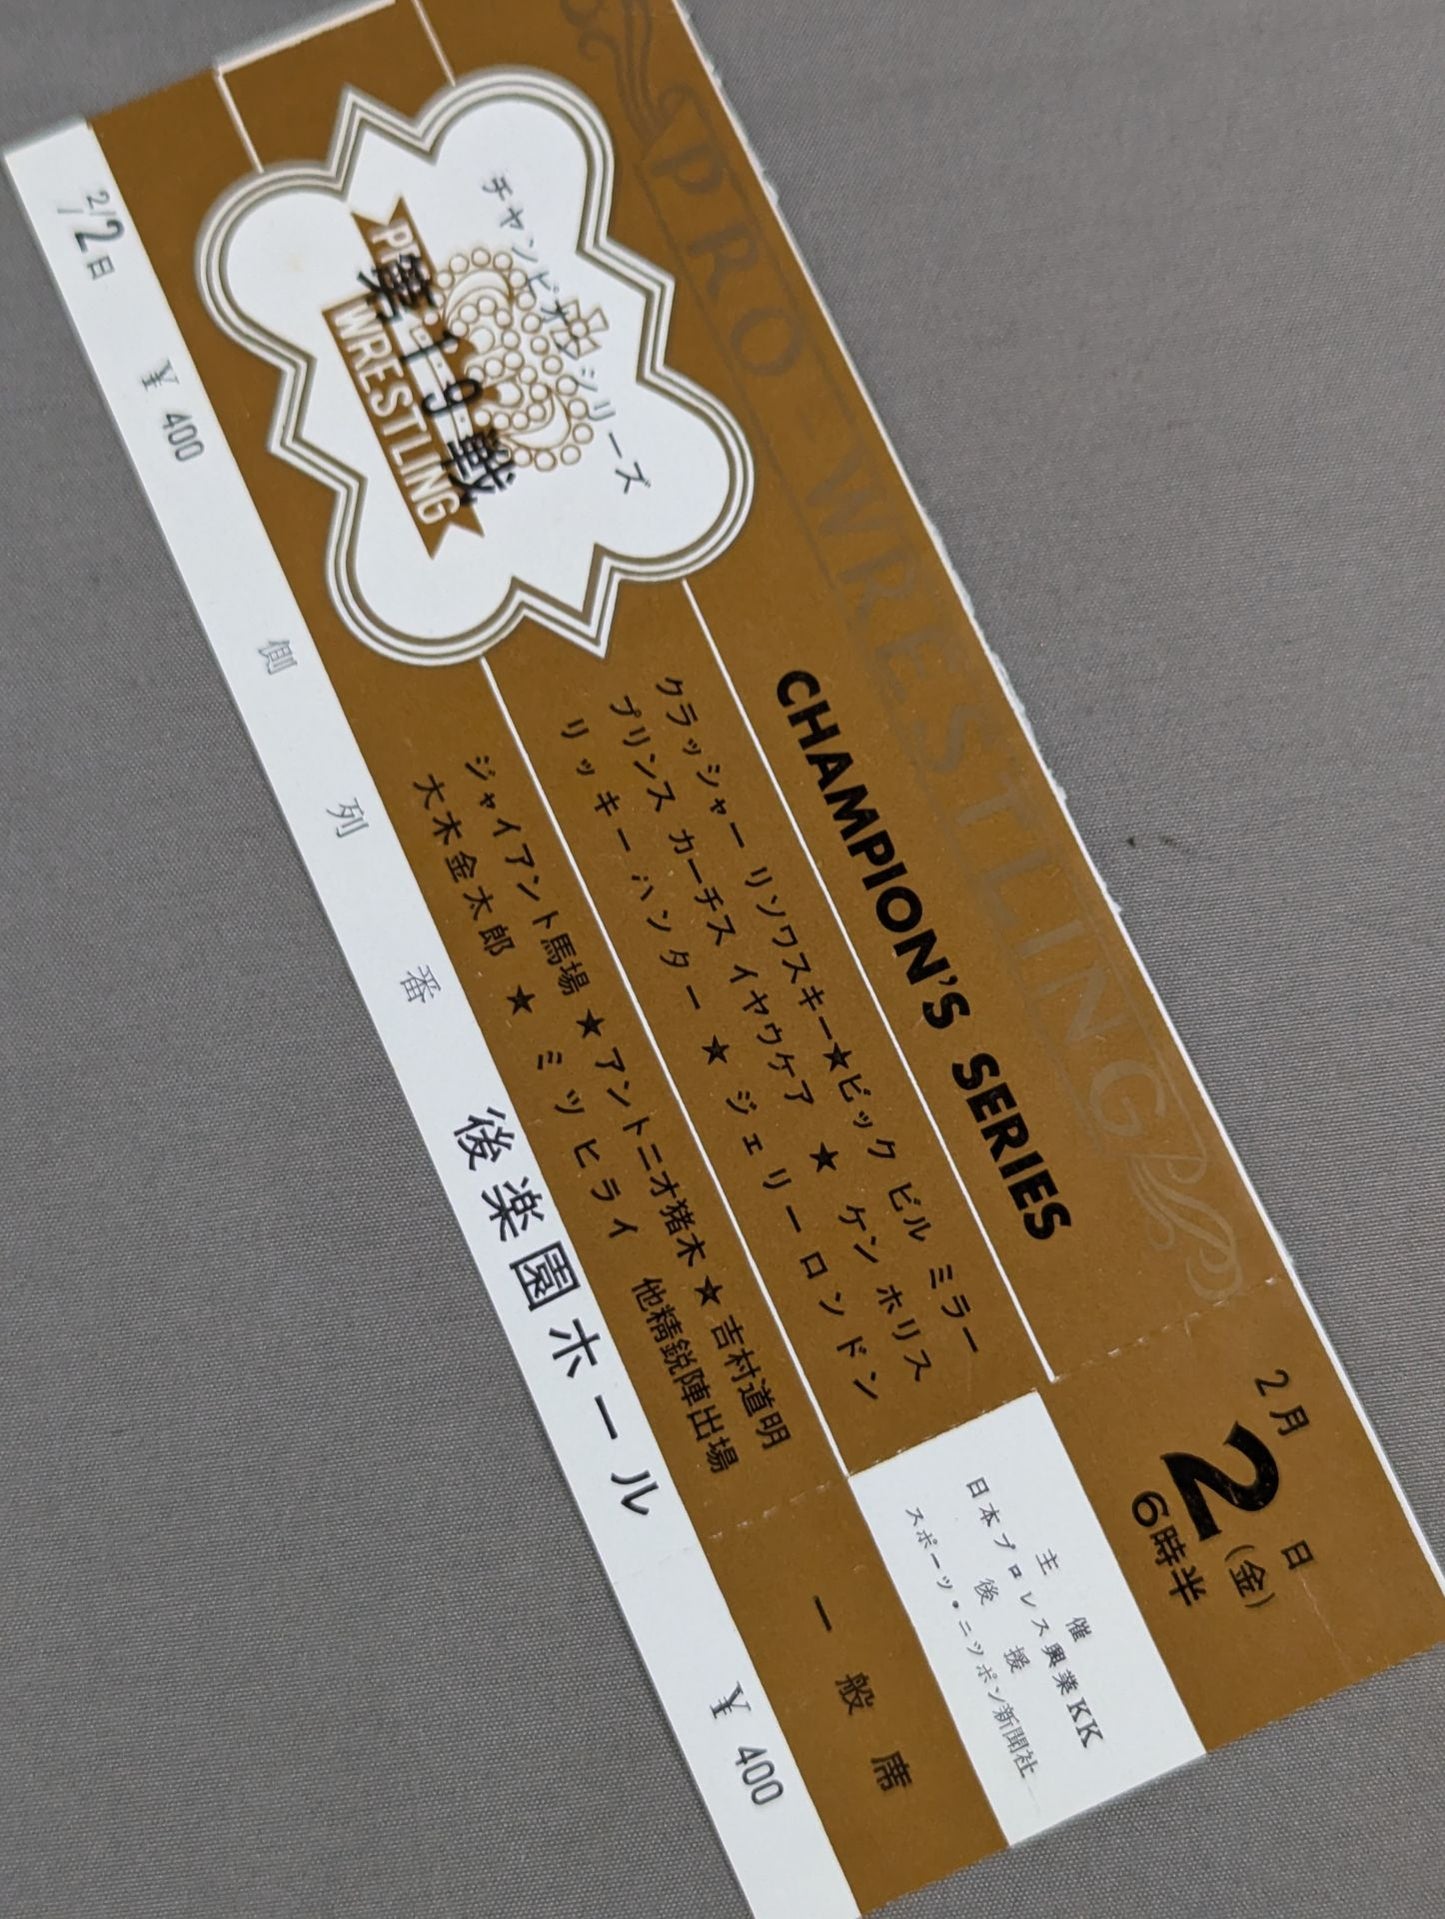 PRO-WRESTLING
CHAMPION'S SERIES
チャンピオンシリーズ
第19戦
WRESTLING
クラッシャー リソワスキー★ビック ビル ミラー
プリンス カーチス イヤウケア ★ ケン ホリス
リッキーハンター ★ ジェリーロンドン
ジャイアント馬場 ★ アントニオ猪木 ★ 吉村道明
大木金太郎 ★ ミツヒライ 他精鋭陣出場
2月2日(金)
6時半
主催
日本プロレス興業KK
後援
スポーツ・ニッポン新聞社
一般席
2/2日 ¥400 側 列 番 後楽園ホール ¥400